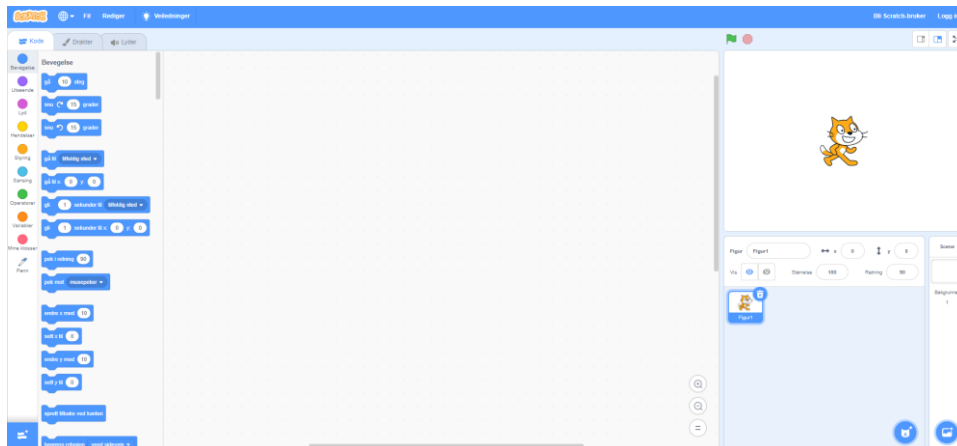 SCRATCH Fil Rediger Veiledninger Bli Scratch-bruker Logg
Kode Drakter Lyder
Bevegelse
Bevegelse
gå 10 steg
Utseende
snu 15 grader
Lyd
snu 15 grader
Hendelser
Styring
gå til tilfeldig sted
Sansing
gå til x: 0 y: 0
Operatorer
gli 1 sekunder til tilfeldig sted
Variabler
gli 1 sekunder til x: 0 y: 0
Mine klosser
Penn
pek i retning 90
pek mot musepeker
endre x med 10
sett x til 0
endre y med 10
sett y til 0
sprett tilbake ved kanten
Figur Figur1 x 0 y 0
Vis Størrelse 100 Retning 90
Figur1
Scene
1